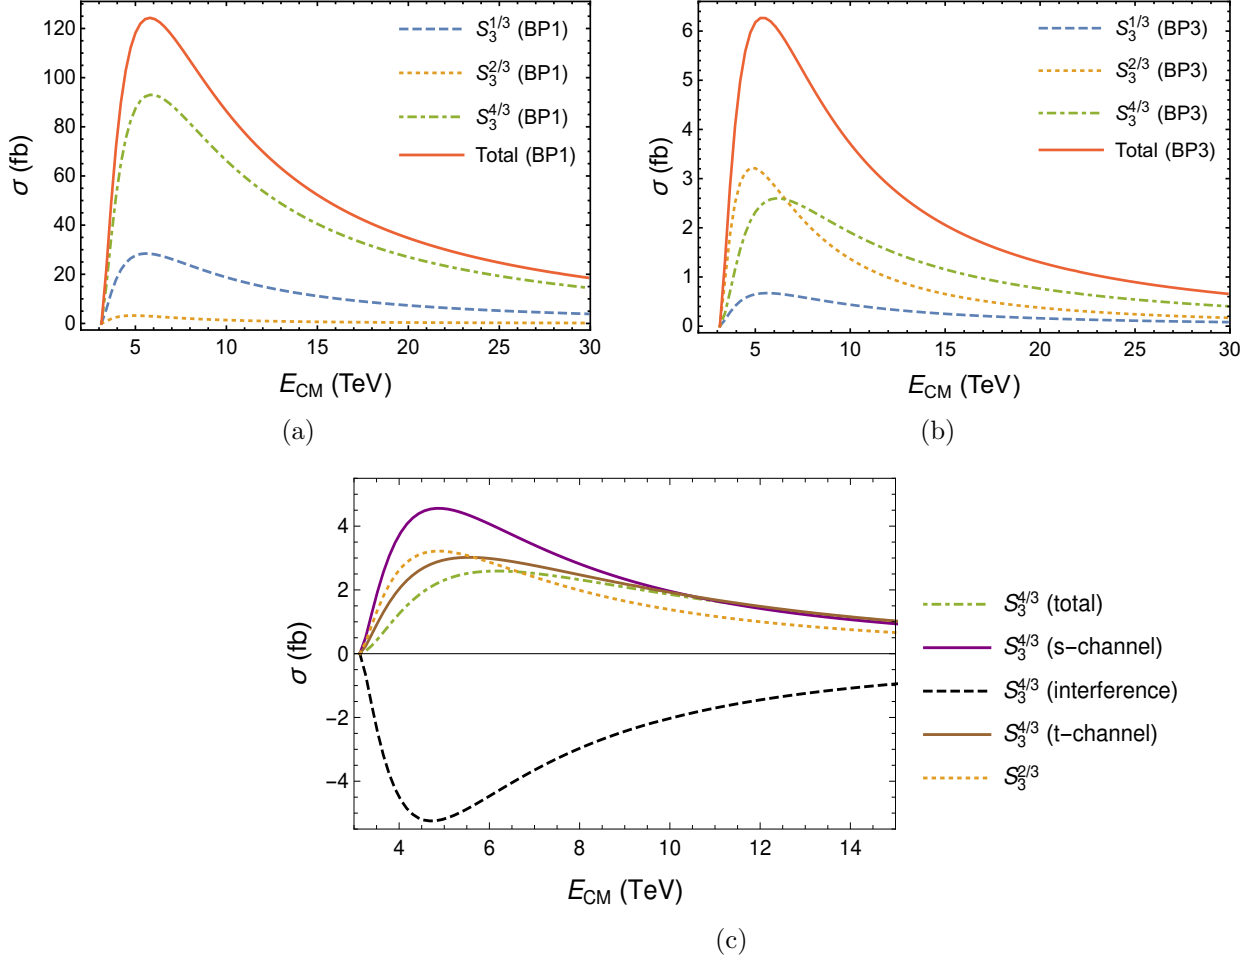 120
100
80
60
40
20
0
σ (fb)
5
10
15
20
25
30
E_CM (TeV)
S_3^{1/3} (BP1)
S_3^{2/3} (BP1)
S_3^{4/3} (BP1)
Total (BP1)
(a)
6
5
4
3
2
1
0
σ (fb)
5
10
15
20
25
30
E_CM (TeV)
S_3^{1/3} (BP3)
S_3^{2/3} (BP3)
S_3^{4/3} (BP3)
Total (BP3)
(b)
4
2
0
−2
−4
σ (fb)
4
6
8
10
12
14
E_CM (TeV)
S_3^{4/3} (total)
S_3^{4/3} (s−channel)
S_3^{4/3} (interference)
S_3^{4/3} (t−channel)
S_3^{2/3}
(c)